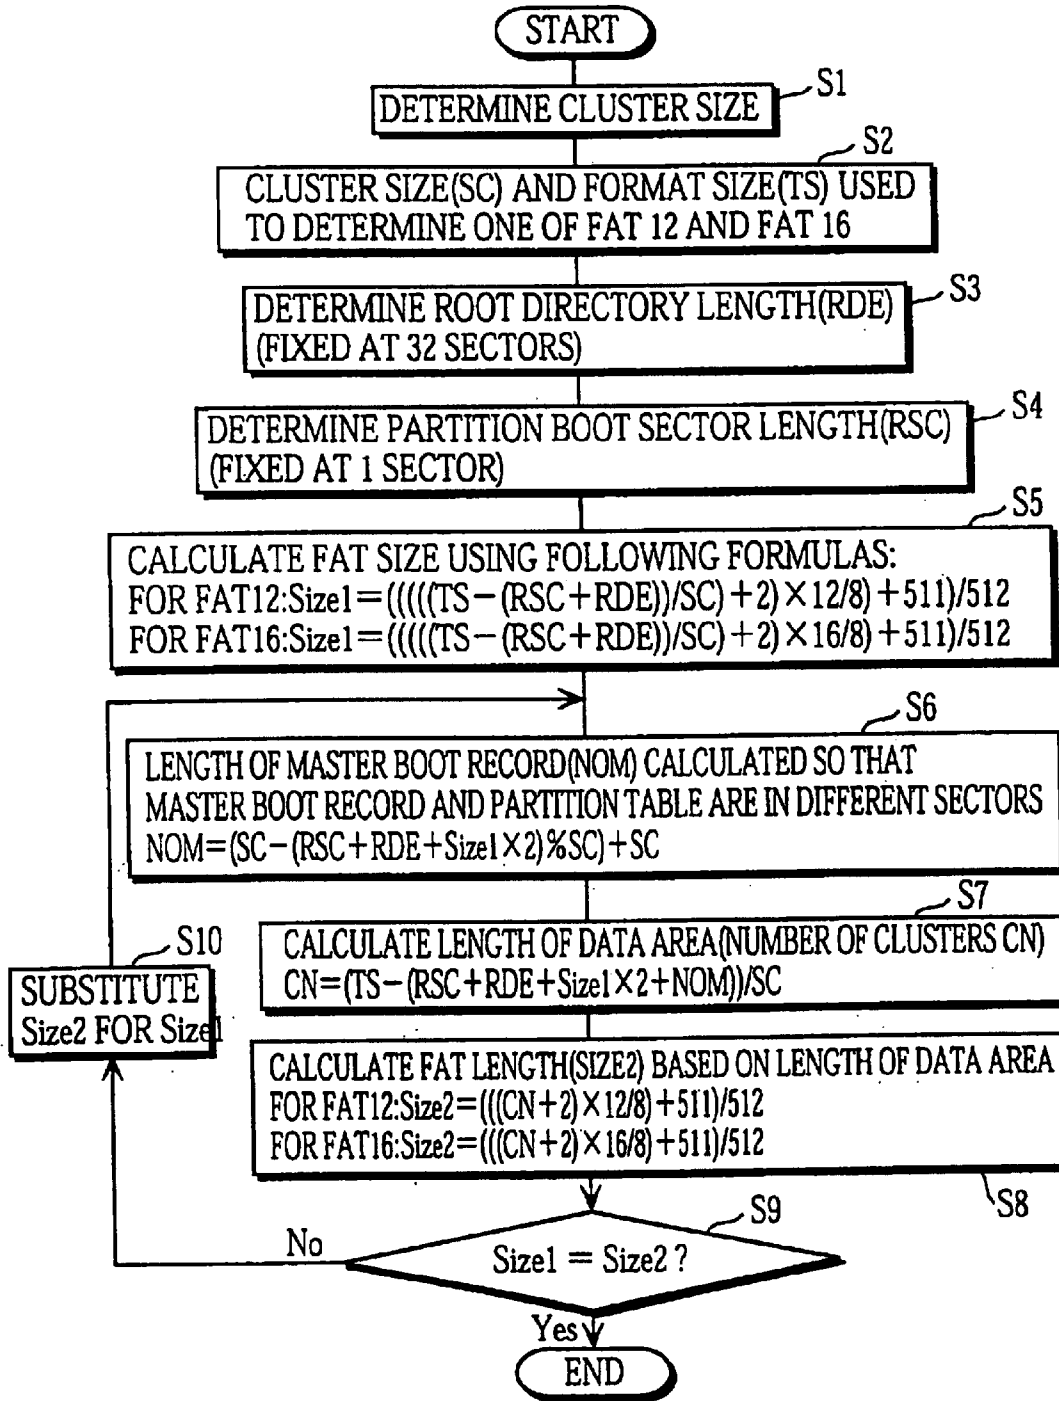 START
S1
DETERMINE CLUSTER SIZE
S2
CLUSTER SIZE(SC) AND FORMAT SIZE(TS) USED
TO DETERMINE ONE OF FAT 12 AND FAT 16
S3
DETERMINE ROOT DIRECTORY LENGTH(RDE)
(FIXED AT 32 SECTORS)
S4
DETERMINE PARTITION BOOT SECTOR LENGTH(RSC)
(FIXED AT 1 SECTOR)
S5
CALCULATE FAT SIZE USING FOLLOWING FORMULAS:
FOR FAT12:Size1=(((((TS-(RSC+RDE))/SC)+2)×12/8)+511)/512
FOR FAT16:Size1=(((((TS-(RSC+RDE))/SC)+2)×16/8)+511)/512
S6
LENGTH OF MASTER BOOT RECORD(NOM) CALCULATED SO THAT
MASTER BOOT RECORD AND PARTITION TABLE ARE IN DIFFERENT SECTORS
NOM=(SC-(RSC+RDE+Size1×2)%SC)+SC
S7
CALCULATE LENGTH OF DATA AREA(NUMBER OF CLUSTERS CN)
CN=(TS-(RSC+RDE+Size1×2+NOM))/SC
S10
SUBSTITUTE
Size2 FOR Size1
CALCULATE FAT LENGTH(SIZE2) BASED ON LENGTH OF DATA AREA
FOR FAT12:Size2=(((CN+2)×12/8)+511)/512
FOR FAT16:Size2=(((CN+2)×16/8)+511)/512
S8
S9
No
Size1 = Size2 ?
Yes
END